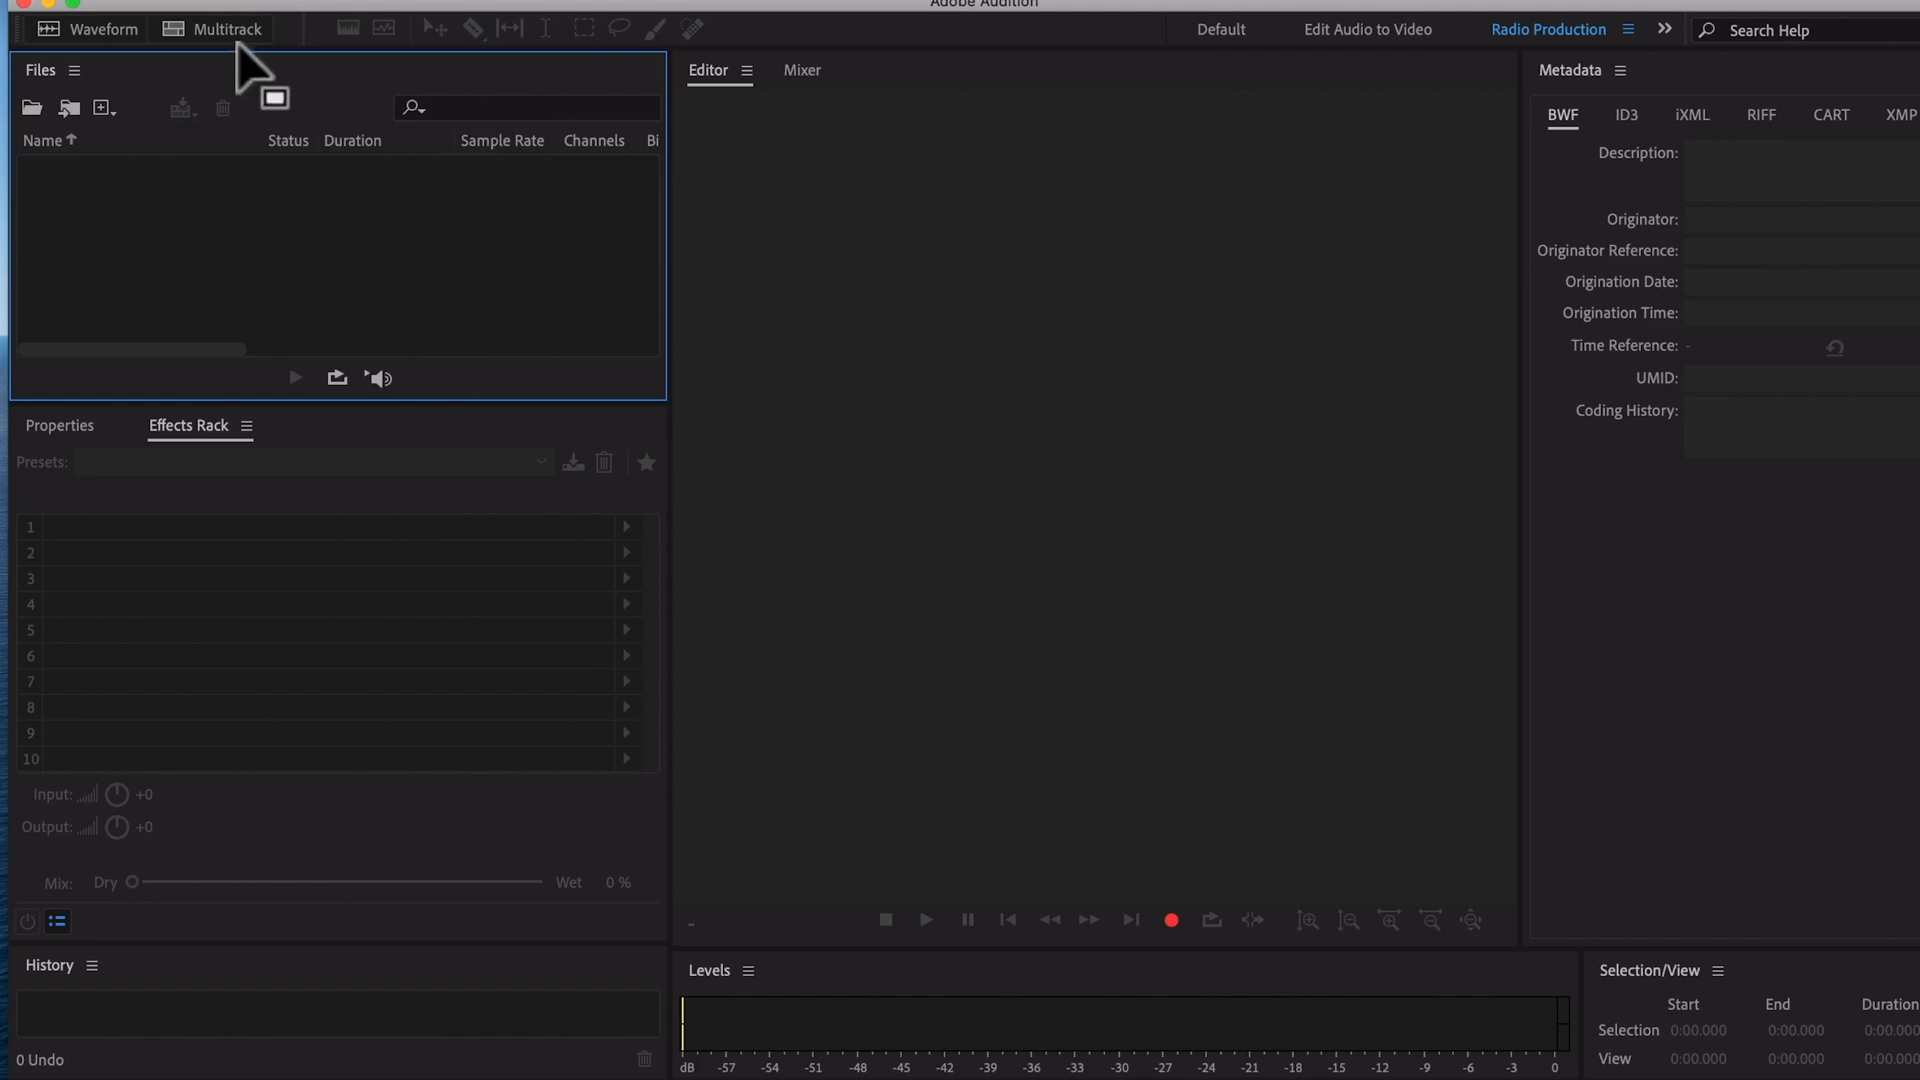 Adobe Audition
Waveform Multitrack Default Edit Audio to Video Radio Production Search Help
Files
Name Status Duration Sample Rate Channels Bi
Properties Effects Rack
Presets:
1
2
3
4
5
6
7
8
9
10
Input: +0
Output: +0
Mix: Dry Wet 0 %
History
0 Undo
Editor Mixer
-
Levels
dB -57 -54 -51 -48 -45 -42 -39 -36 -33 -30 -27 -24 -21 -18 -15 -12 -9 -6 -3 0
Metadata
BWF ID3 iXML RIFF CART XMP
Description:
Originator:
Originator Reference:
Origination Date:
Origination Time:
Time Reference: -
UMID:
Coding History:
Selection/View
Start End Duration
Selection 0:00.000 0:00.000 0:00.000
View 0:00.000 0:00.000 0:00.000